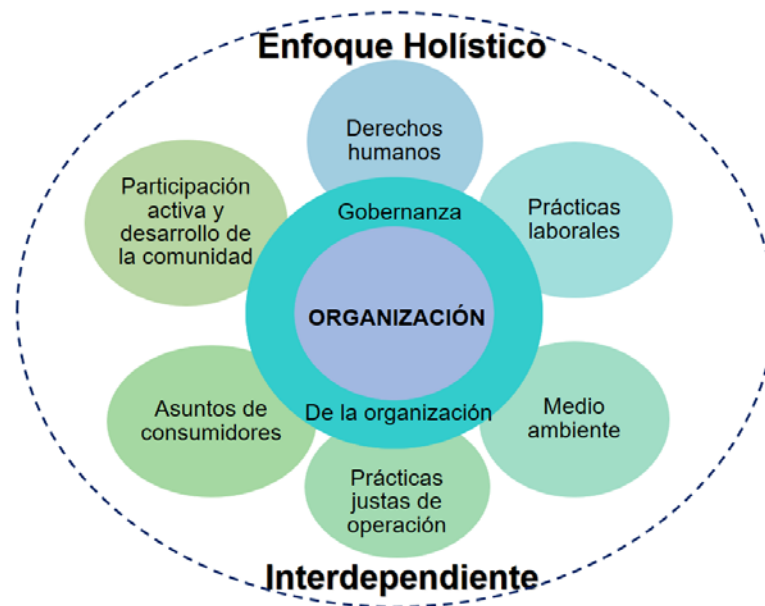 Enfoque Holístico
Derechos
humanos
Participación
activa y
desarrollo de
la comunidad
Gobernanza
Prácticas
laborales
ORGANIZACIÓN
Asuntos de
consumidores
De la organización
Medio
ambiente
Prácticas
justas de
operación
Interdependiente